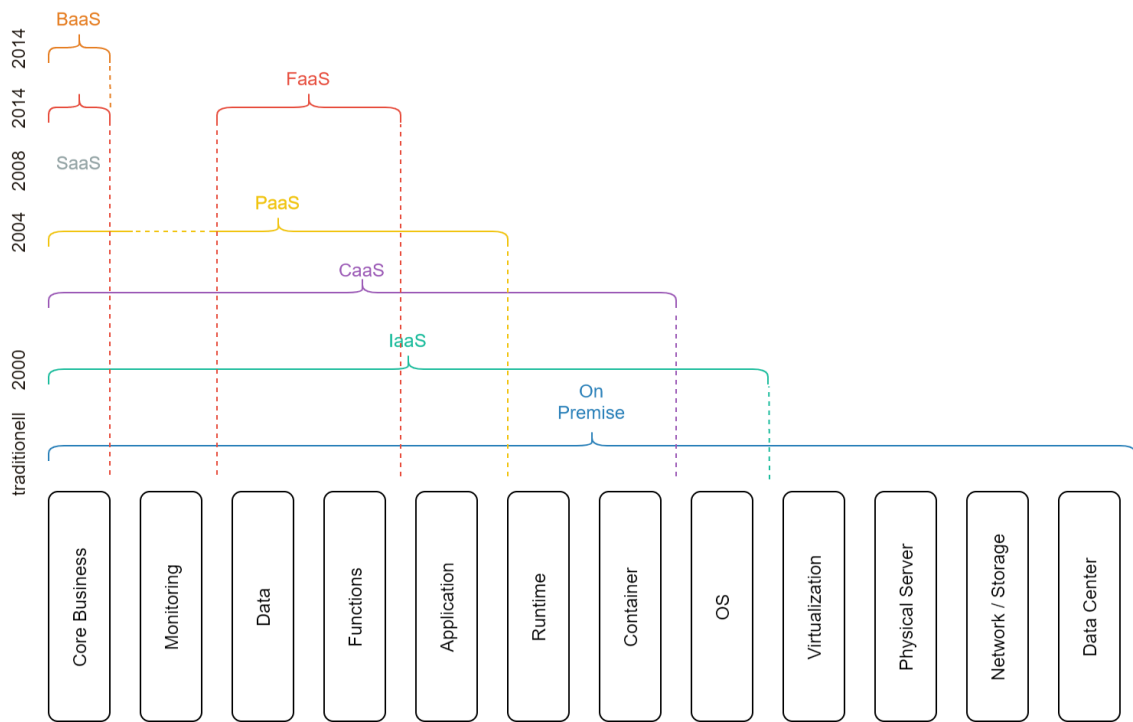 BaaS
2014
FaaS
2014
SaaS
2008
PaaS
2004
CaaS
IaaS
2000
On
Premise
traditionell
Core Business
Monitoring
Data
Functions
Application
Runtime
Container
OS
Virtualization
Physical Server
Network / Storage
Data Center